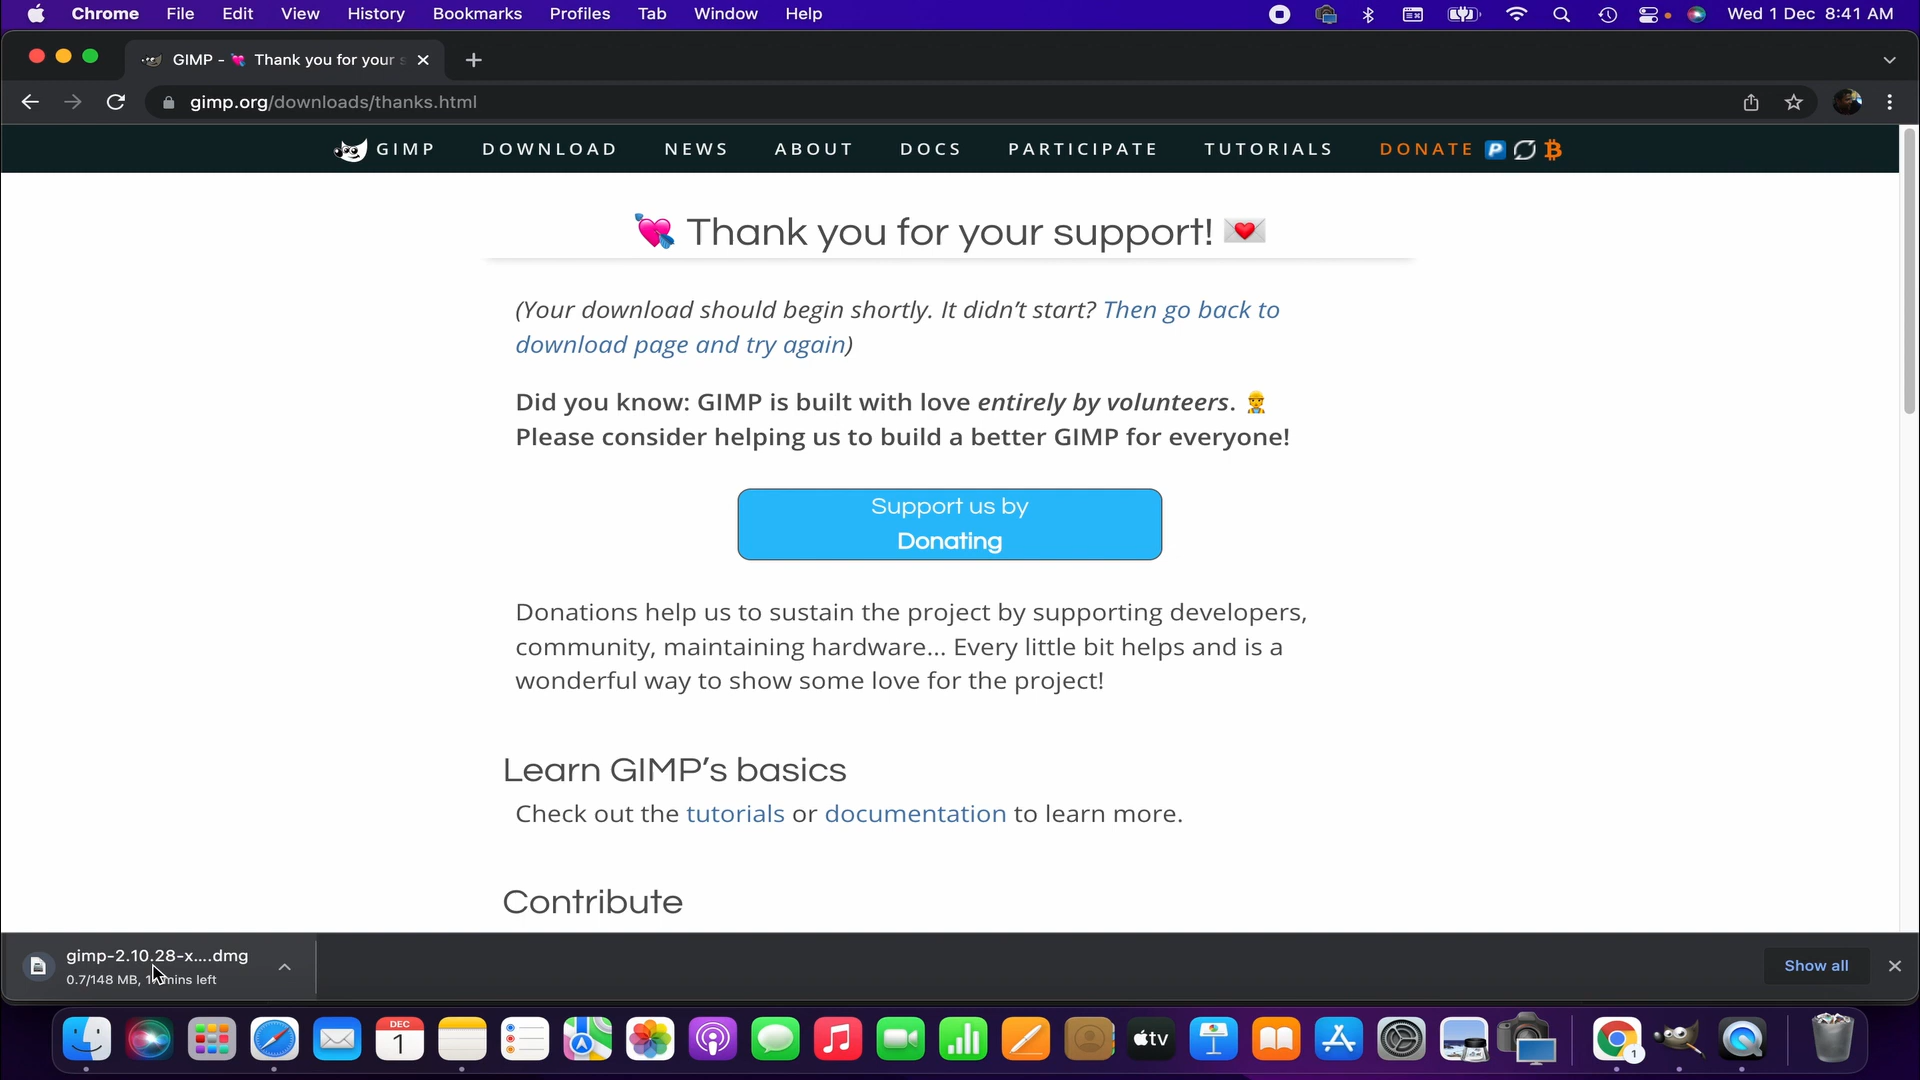 Chrome File Edit View History Bookmarks Profiles Tab Window Help Wed 1 Dec 8:41 AM
GIMP - 💘 Thank you for your
gimp.org/downloads/thanks.html
GIMP DOWNLOAD NEWS ABOUT DOCS PARTICIPATE TUTORIALS DONATE
💘 Thank you for your support! 💌
(Your download should begin shortly. It didn't start? Then go back to
download page and try again)
Did you know: GIMP is built with love entirely by volunteers. 👷
Please consider helping us to build a better GIMP for everyone!
Support us by
Donating
Donations help us to sustain the project by supporting developers,
community, maintaining hardware... Every little bit helps and is a
wonderful way to show some love for the project!
Learn GIMP's basics
Check out the tutorials or documentation to learn more.
Contribute
gimp-2.10.28-x....dmg
0.7/148 MB, mins left
Show all
DEC
1
tv
1